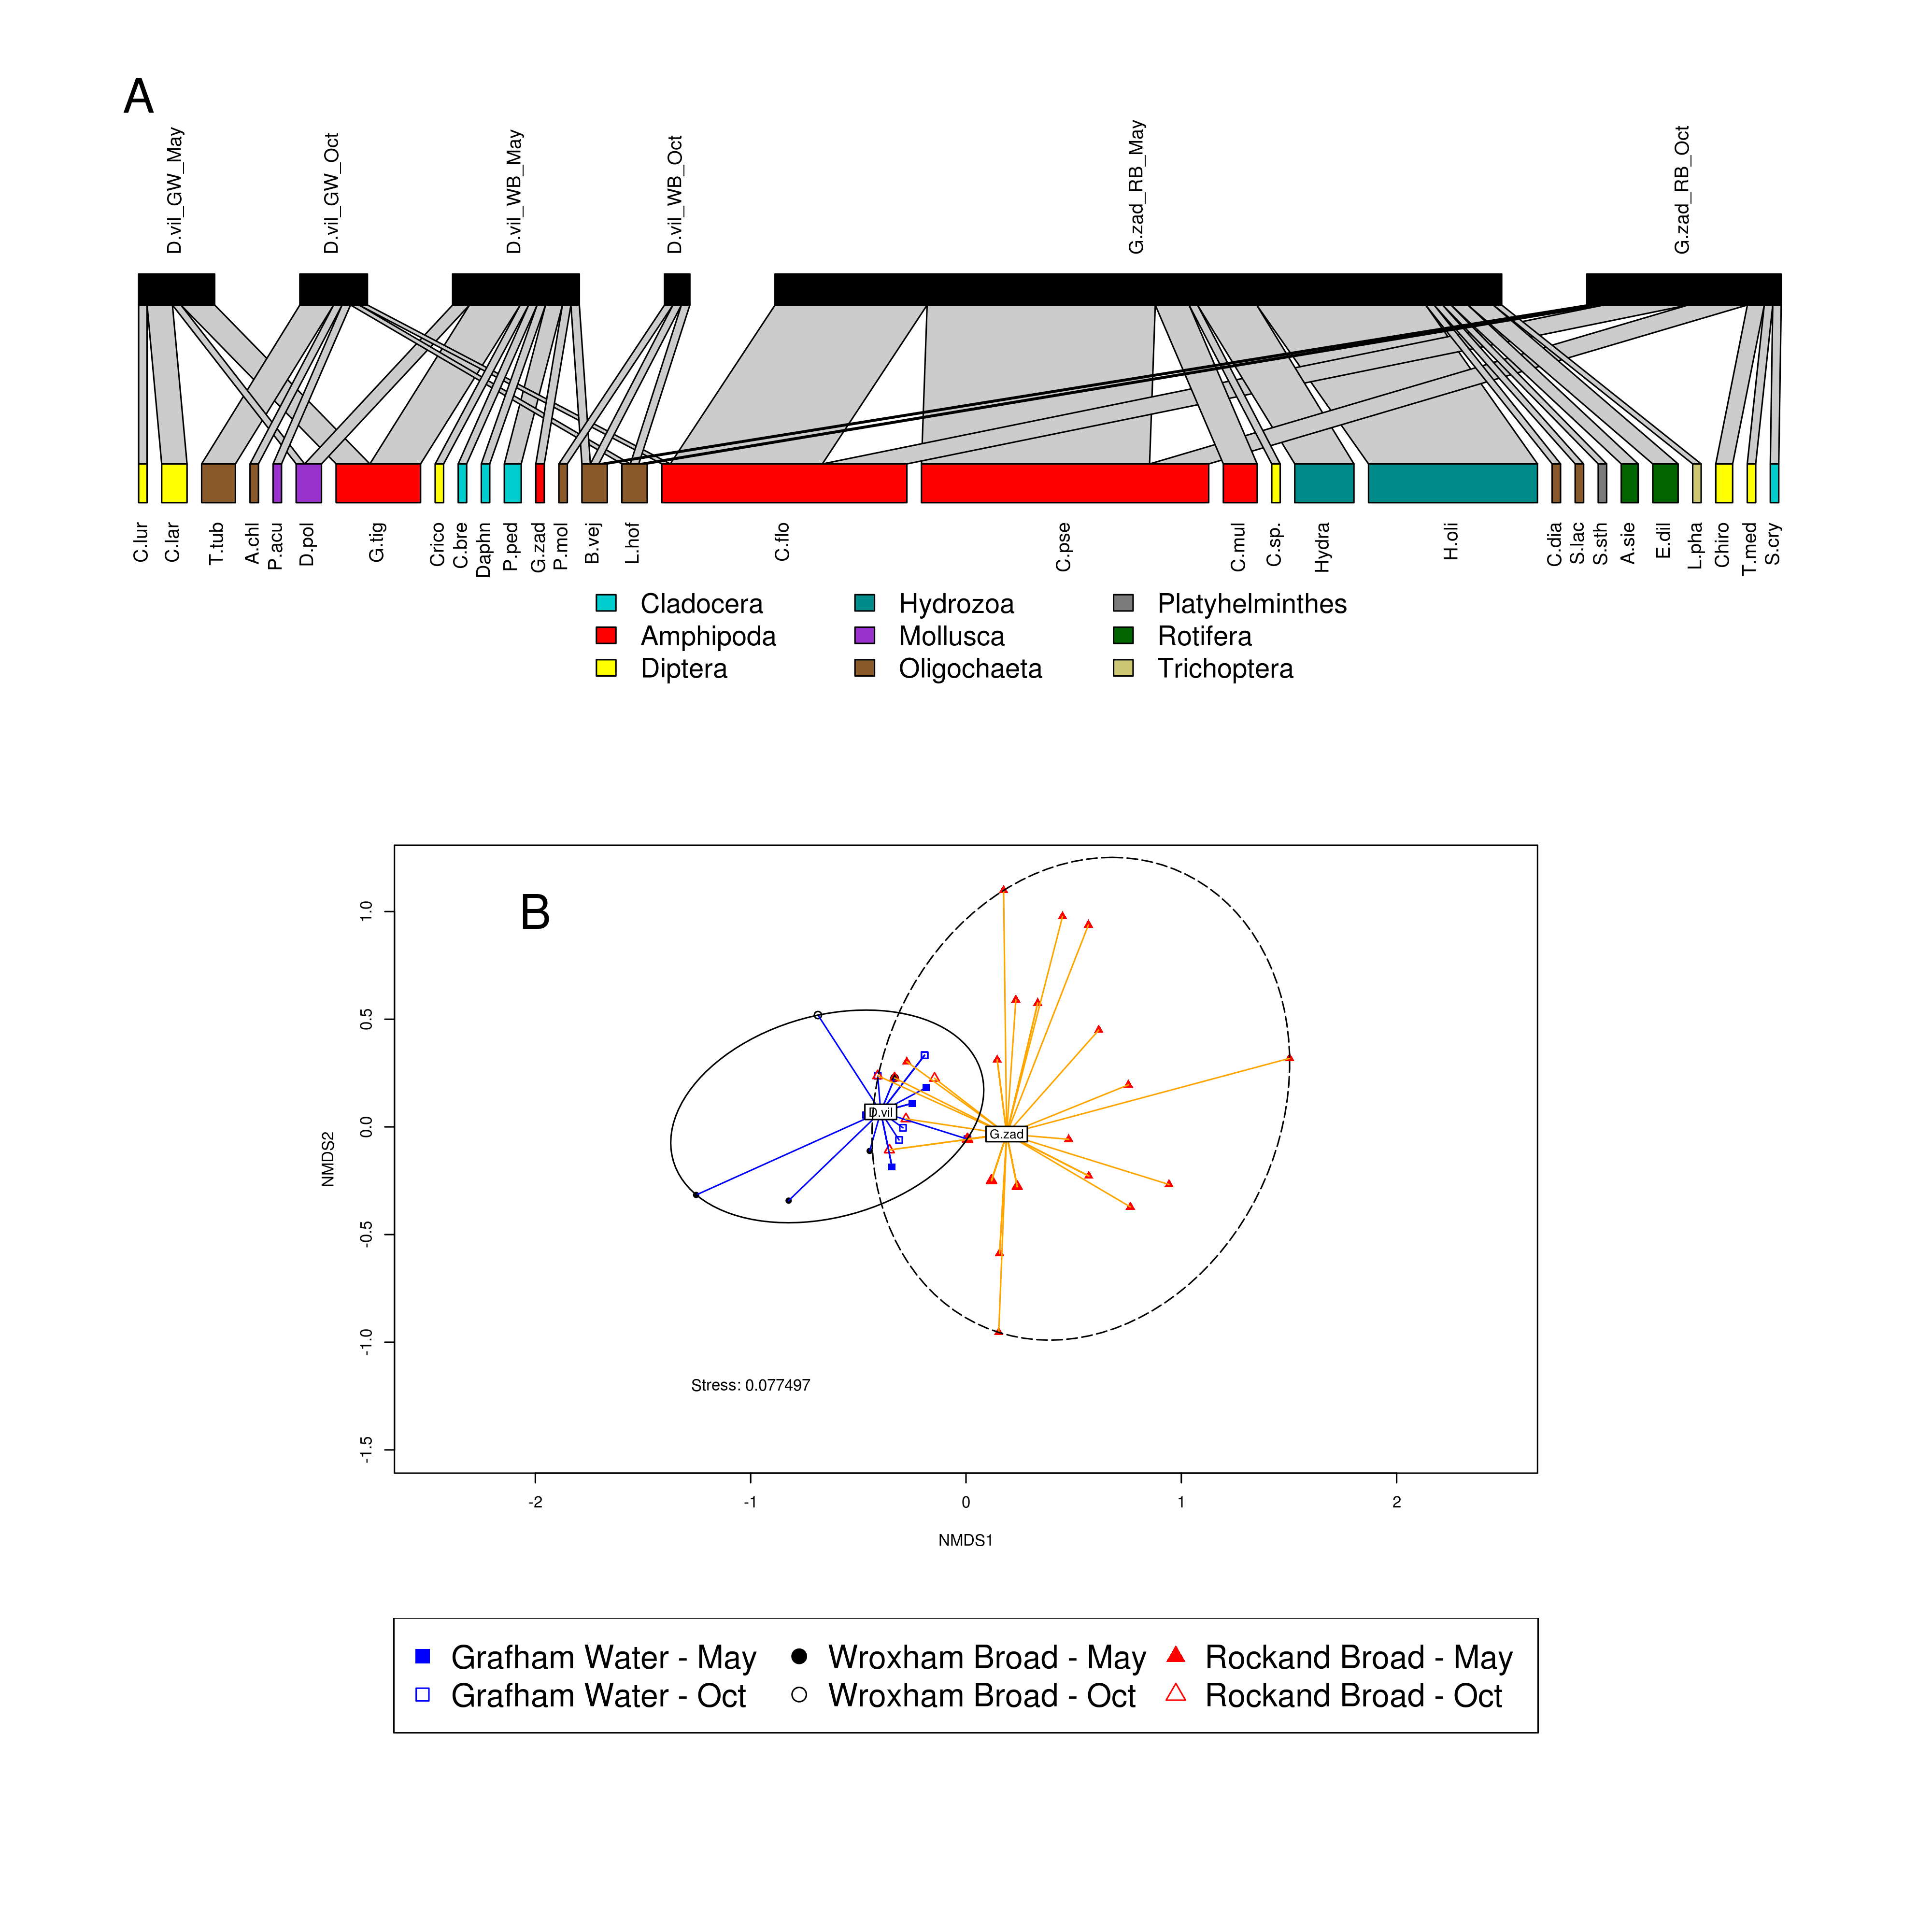 A
D.vil_GW_May
D.vil_GW_Oct
D.vil_WB_May
D.vil_WB_Oct
G.zad_RB_May
G.zad_RB_Oct
C.lur
C.lar
T.tub
A.chl
P.acu
D.pol
G.tig
Crico
C.bre
Daphn
P.ped
G.zad
P.mol
B.vej
L.hof
C.flo
C.pse
C.mul
C.sp.
Hydra
H.oli
C.dia
S.lac
S.sth
A.sie
E.dil
L.pha
Chiro
T.med
S.cry
Cladocera
Amphipoda
Diptera
Hydrozoa
Mollusca
Oligochaeta
Platyhelminthes
Rotifera
Trichoptera
B
1.0
0.5
0.0
-0.5
-1.0
-1.5
NMDS2
D.vil
G.zad
Stress: 0.077497
-2
-1
0
1
2
NMDS1
Grafham Water - May
Grafham Water - Oct
Wroxham Broad - May
Wroxham Broad - Oct
Rockand Broad - May
Rockand Broad - Oct